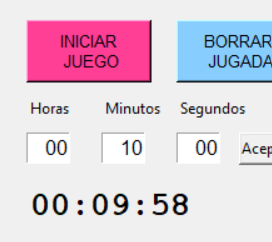 INICIAR BORRAR
JUEGO JUGADA
Horas Minutos Segundos
00 10 00 Acep
00:09:58